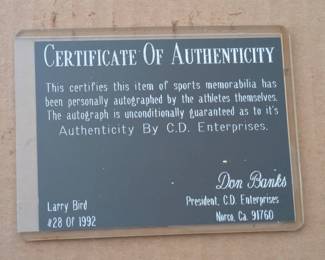 CERTIFICATE OF AUTHENTICITY
This certifies this item of sports memorabilia has
been personally autographed by the athletes themselves.
The autograph is unconditionally guaranteed as to it's
Authenticity By C.D. Enterprises.
Don Banks
Larry Bird
President, C.D. Enterprises
#28 Of 1992
Norco, Ca. 91760